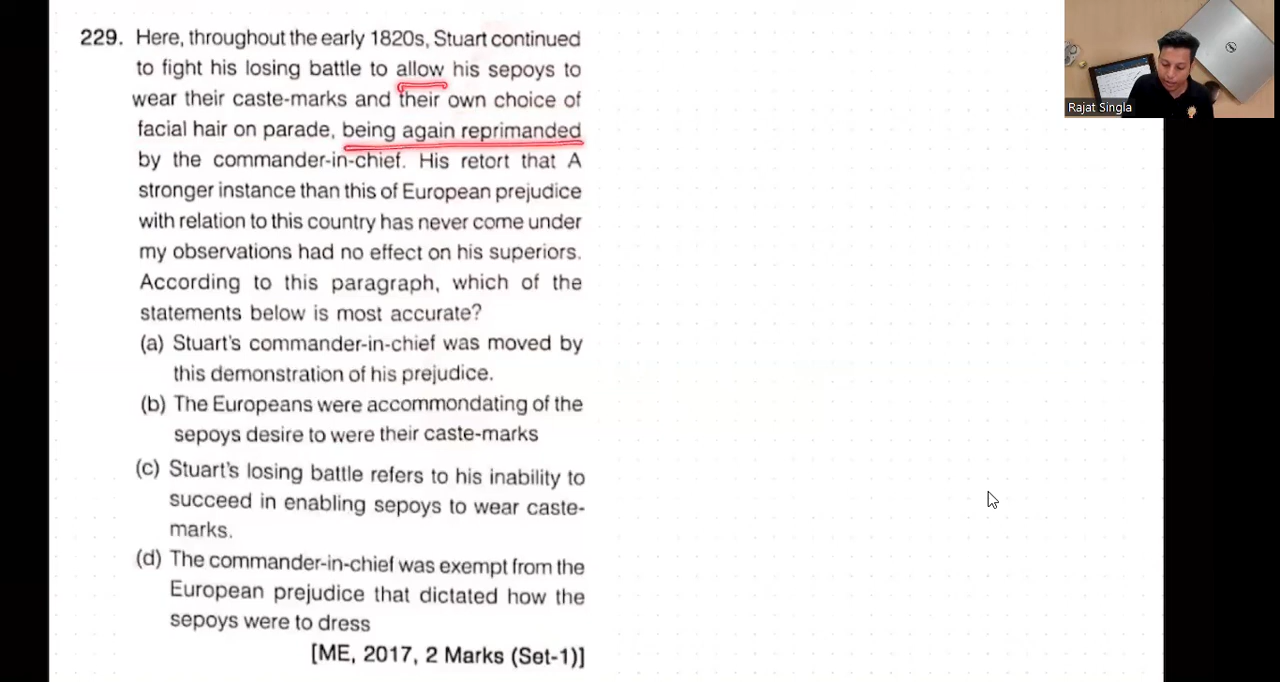 229. Here, throughout the early 1820s, Stuart continued
to fight his losing battle to allow his sepoys to
wear their caste-marks and their own choice of
facial hair on parade, being again reprimanded
by the commander-in-chief. His retort that A
stronger instance than this of European prejudice
with relation to this country has never come under
my observations had no effect on his superiors.
According to this paragraph, which of the
statements below is most accurate?
(a) Stuart's commander-in-chief was moved by
this demonstration of his prejudice.
(b) The Europeans were accommondating of the
sepoys desire to were their caste-marks
(c) Stuart's losing battle refers to his inability to
succeed in enabling sepoys to wear caste-
marks.
(d) The commander-in-chief was exempt from the
European prejudice that dictated how the
sepoys were to dress
[ME, 2017, 2 Marks (Set-1)]
Rajat Singla